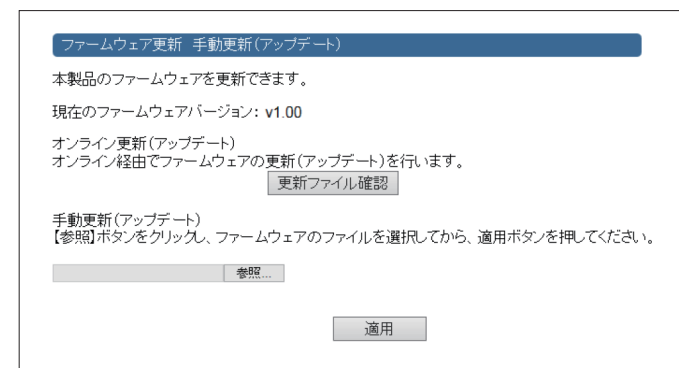 ファームウェア更新 手動更新(アップデート)
本製品のファームウェアを更新できます。
現在のファームウェアバージョン: v1.00
オンライン更新(アップデート)
オンライン経由でファームウェアの更新(アップデート)を行います。
更新ファイル確認
手動更新(アップデート)
【参照】ボタンをクリックし、ファームウェアのファイルを選択してから、適用ボタンを押してください。
参照...
適用